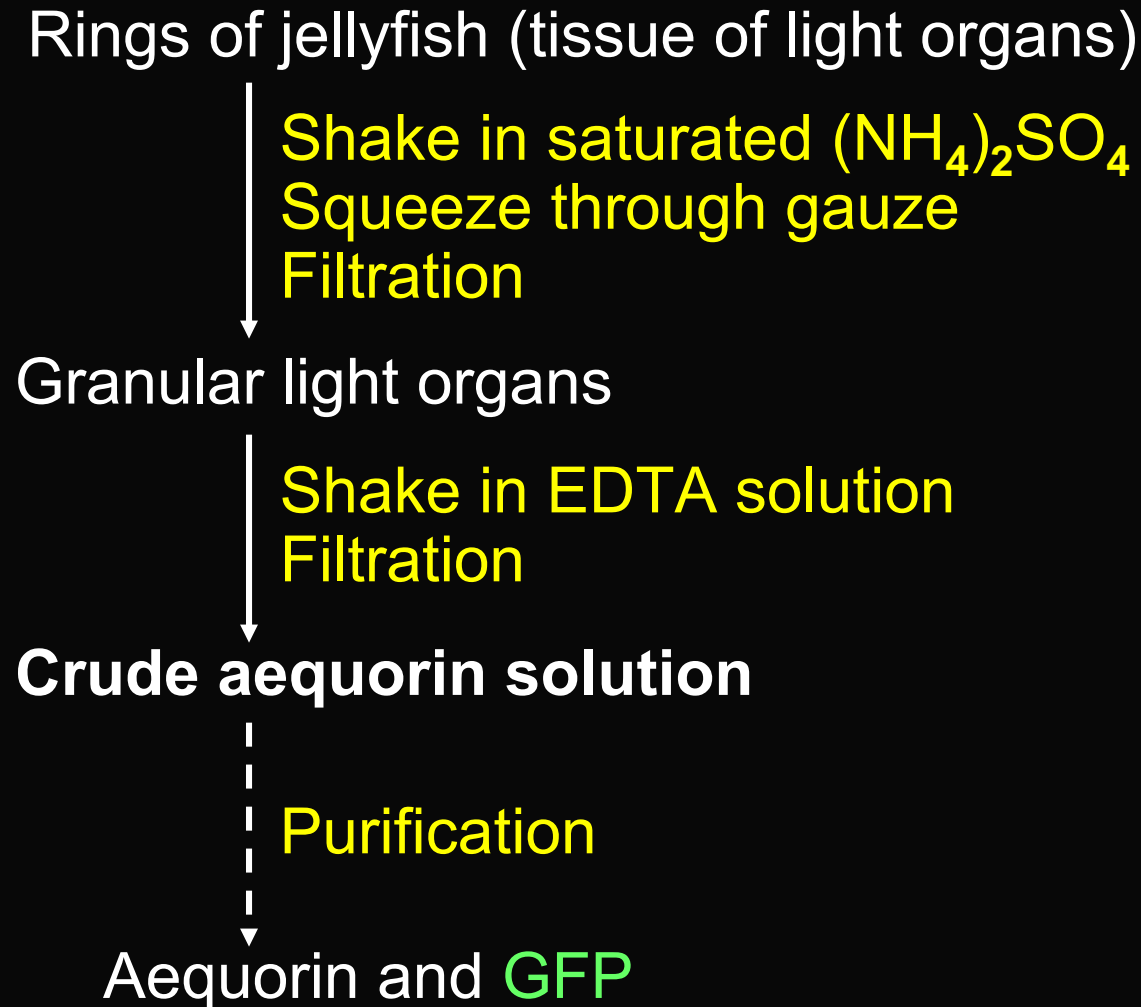 Rings of jellyfish (tissue of light organs)
Shake in saturated (NH₄)₂SO₄
Squeeze through gauze
Filtration
Granular light organs
Shake in EDTA solution
Filtration
Crude aequorin solution
Purification
Aequorin and GFP